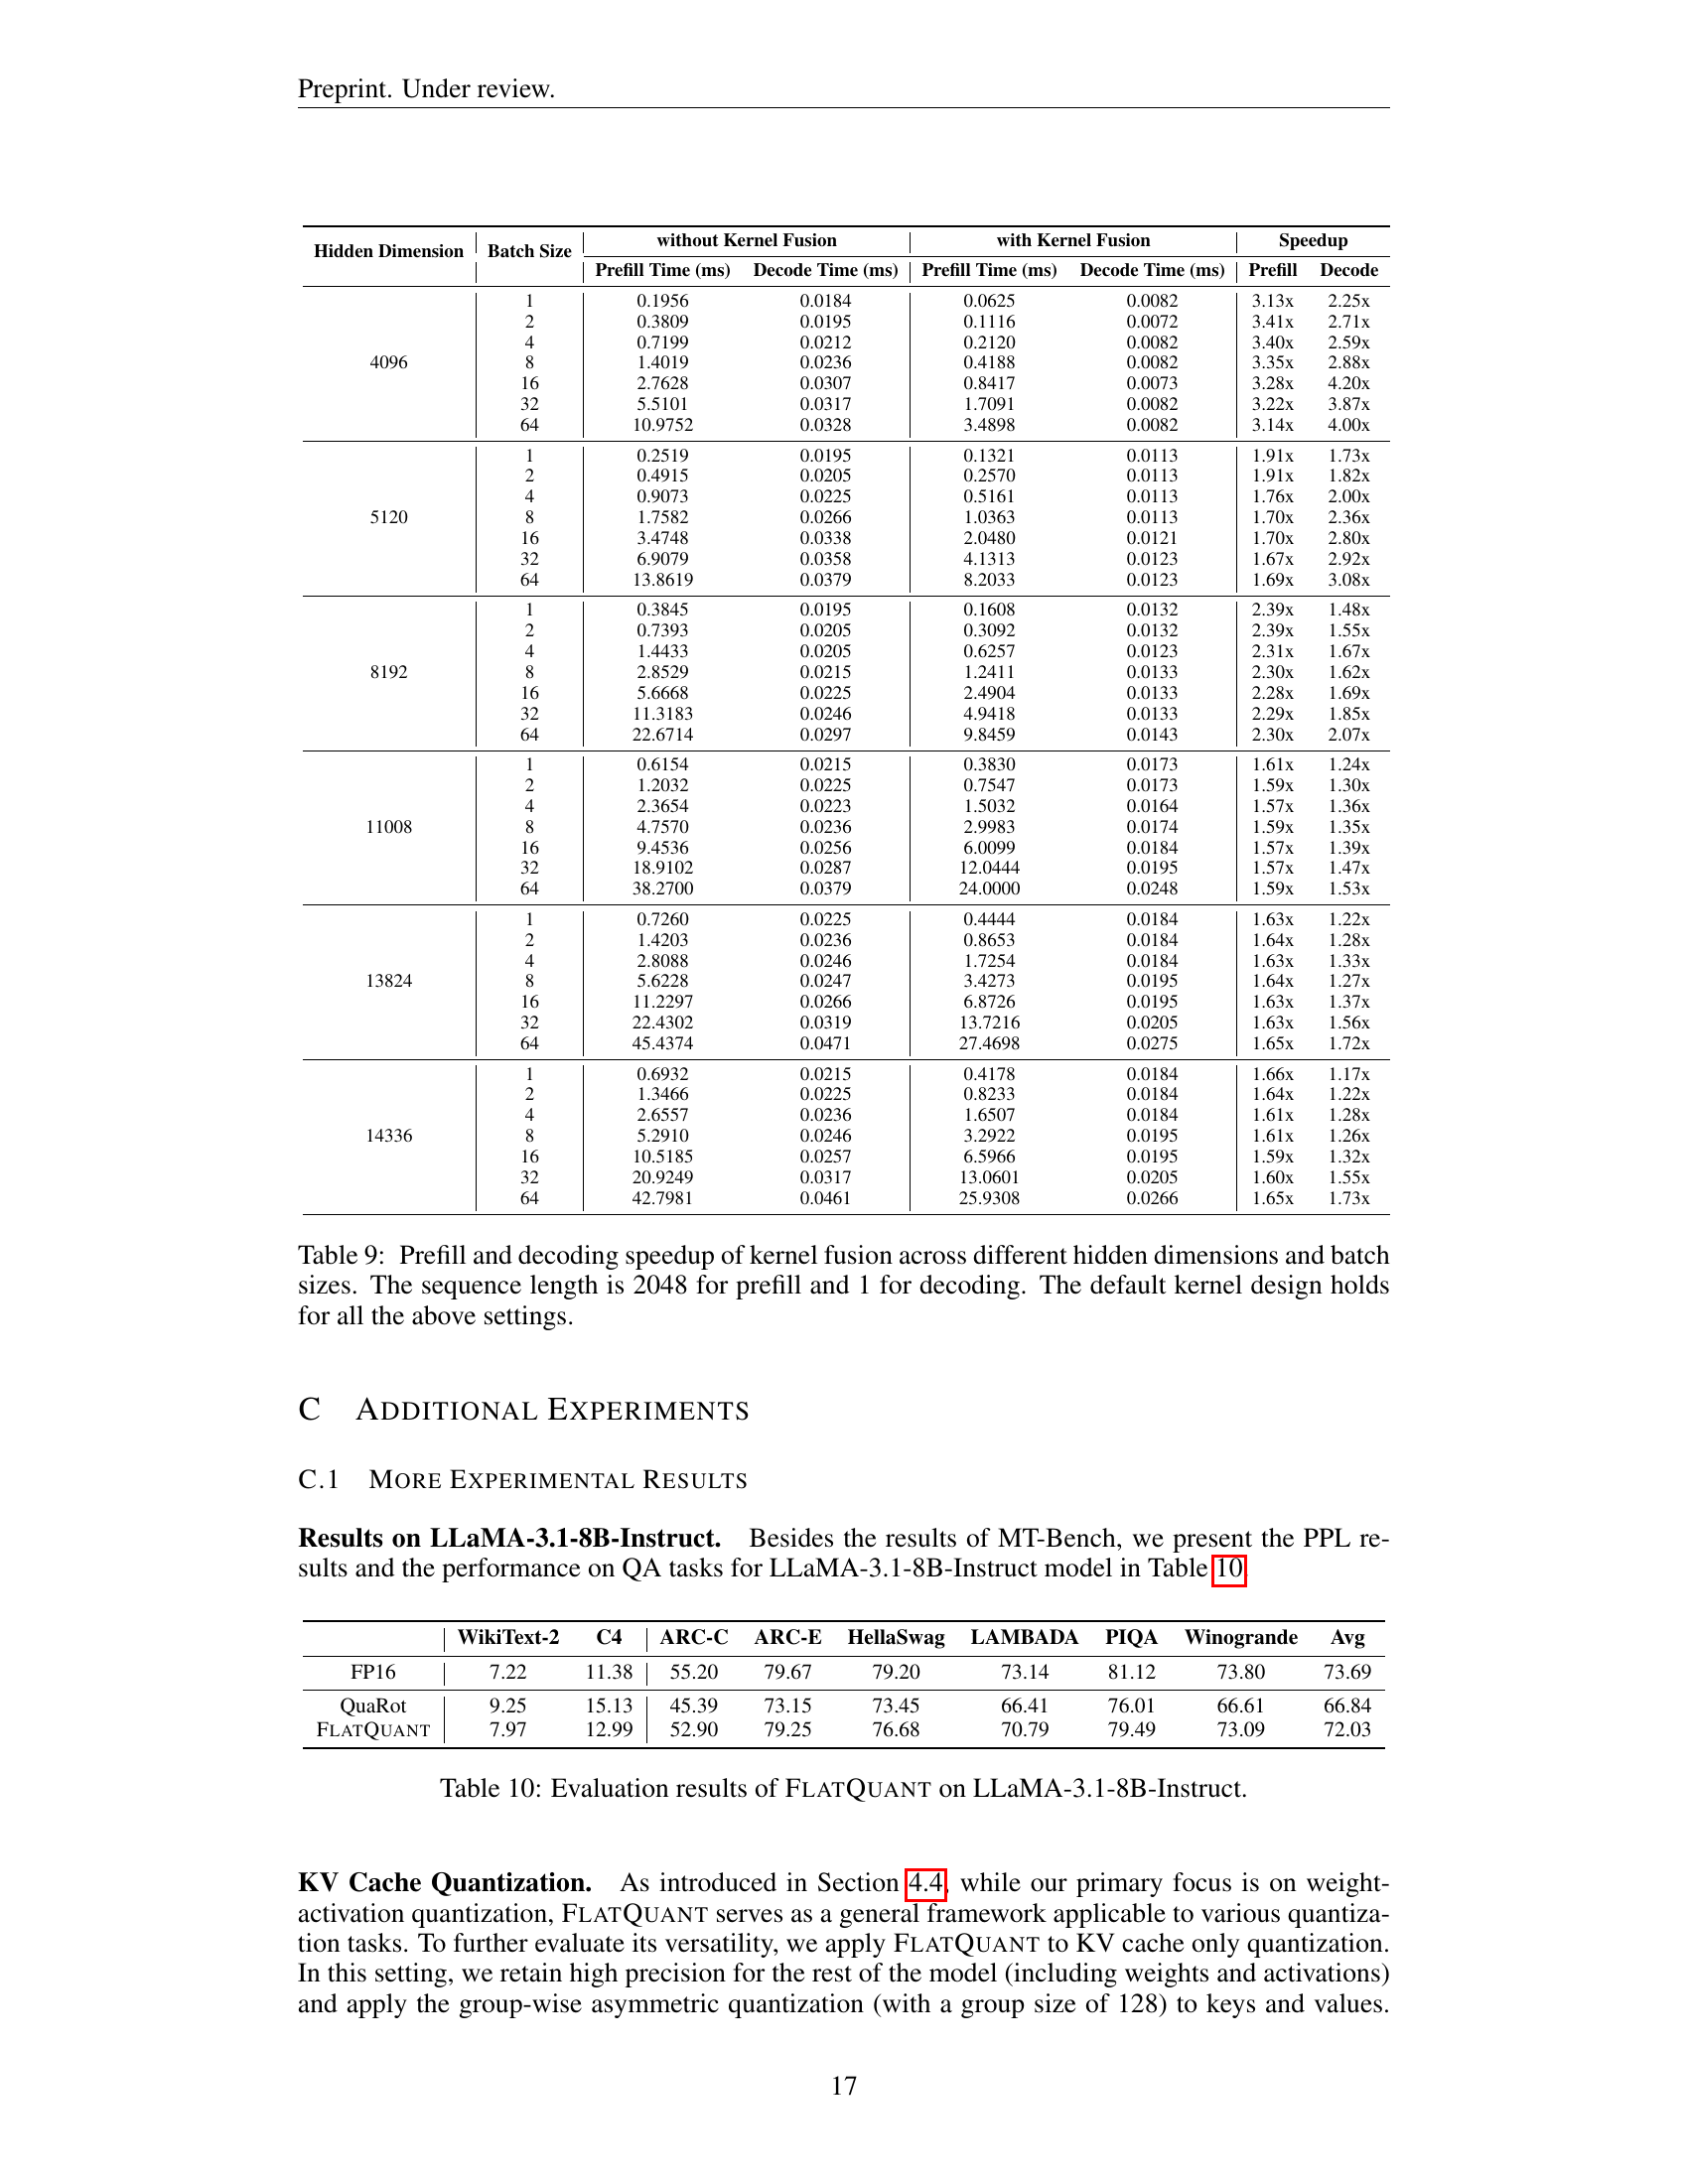 Preprint. Under review.
Hidden Dimension Batch Size without Kernel Fusion with Kernel Fusion Speedup
Prefill Time (ms) Decode Time (ms) Prefill Time (ms) Decode Time (ms) Prefill Decode
1 0.1956 0.0184 0.0625 0.0082 3.13x 2.25x
2 0.3809 0.0195 0.1116 0.0072 3.41x 2.71x
4 0.7199 0.0212 0.2120 0.0082 3.40x 2.59x
4096 8 1.4019 0.0236 0.4188 0.0082 3.35x 2.88x
16 2.7628 0.0307 0.8417 0.0073 3.28x 4.20x
32 5.5101 0.0317 1.7091 0.0082 3.22x 3.87x
64 10.9752 0.0328 3.4898 0.0082 3.14x 4.00x
1 0.2519 0.0195 0.1321 0.0113 1.91x 1.73x
2 0.4915 0.0205 0.2570 0.0113 1.91x 1.82x
4 0.9073 0.0225 0.5161 0.0113 1.76x 2.00x
5120 8 1.7582 0.0266 1.0363 0.0113 1.70x 2.36x
16 3.4748 0.0338 2.0480 0.0121 1.70x 2.80x
32 6.9079 0.0358 4.1313 0.0123 1.67x 2.92x
64 13.8619 0.0379 8.2033 0.0123 1.69x 3.08x
1 0.3845 0.0195 0.1608 0.0132 2.39x 1.48x
2 0.7393 0.0205 0.3092 0.0132 2.39x 1.55x
4 1.4433 0.0205 0.6257 0.0123 2.31x 1.67x
8192 8 2.8529 0.0215 1.2411 0.0133 2.30x 1.62x
16 5.6668 0.0225 2.4904 0.0133 2.28x 1.69x
32 11.3183 0.0246 4.9418 0.0133 2.29x 1.85x
64 22.6714 0.0297 9.8459 0.0143 2.30x 2.07x
1 0.6154 0.0215 0.3830 0.0173 1.61x 1.24x
2 1.2032 0.0225 0.7547 0.0173 1.59x 1.30x
4 2.3654 0.0223 1.5032 0.0164 1.57x 1.36x
11008 8 4.7570 0.0236 2.9983 0.0174 1.59x 1.35x
16 9.4536 0.0256 6.0099 0.0184 1.57x 1.39x
32 18.9102 0.0287 12.0444 0.0195 1.57x 1.47x
64 38.2700 0.0379 24.0000 0.0248 1.59x 1.53x
1 0.7260 0.0225 0.4444 0.0184 1.63x 1.22x
2 1.4203 0.0236 0.8653 0.0184 1.64x 1.28x
4 2.8088 0.0246 1.7254 0.0184 1.63x 1.33x
13824 8 5.6228 0.0247 3.4273 0.0195 1.64x 1.27x
16 11.2297 0.0266 6.8726 0.0195 1.63x 1.37x
32 22.4302 0.0319 13.7216 0.0205 1.63x 1.56x
64 45.4374 0.0471 27.4698 0.0275 1.65x 1.72x
1 0.6932 0.0215 0.4178 0.0184 1.66x 1.17x
2 1.3466 0.0225 0.8233 0.0184 1.64x 1.22x
4 2.6557 0.0236 1.6507 0.0184 1.61x 1.28x
14336 8 5.2910 0.0246 3.2922 0.0195 1.61x 1.26x
16 10.5185 0.0257 6.5966 0.0195 1.59x 1.32x
32 20.9249 0.0317 13.0601 0.0205 1.60x 1.55x
64 42.7981 0.0461 25.9308 0.0266 1.65x 1.73x
Table 9: Prefill and decoding speedup of kernel fusion across different hidden dimensions and batch
sizes. The sequence length is 2048 for prefill and 1 for decoding. The default kernel design holds
for all the above settings.
C ADDITIONAL EXPERIMENTS
C.1 MORE EXPERIMENTAL RESULTS
Results on LLaMA-3.1-8B-Instruct. Besides the results of MT-Bench, we present the PPL re-
sults and the performance on QA tasks for LLaMA-3.1-8B-Instruct model in Table 10.
WikiText-2 C4 ARC-C ARC-E HellaSwag LAMBADA PIQA Winogrande Avg
FP16 7.22 11.38 55.20 79.67 79.20 73.14 81.12 73.80 73.69
QuaRot 9.25 15.13 45.39 73.15 73.45 66.41 76.01 66.61 66.84
FLATQUANT 7.97 12.99 52.90 79.25 76.68 70.79 79.49 73.09 72.03
Table 10: Evaluation results of FLATQUANT on LLaMA-3.1-8B-Instruct.
KV Cache Quantization. As introduced in Section 4.4, while our primary focus is on weight-
activation quantization, FLATQUANT serves as a general framework applicable to various quantiza-
tion tasks. To further evaluate its versatility, we apply FLATQUANT to KV cache only quantization.
In this setting, we retain high precision for the rest of the model (including weights and activations)
and apply the group-wise asymmetric quantization (with a group size of 128) to keys and values.
17